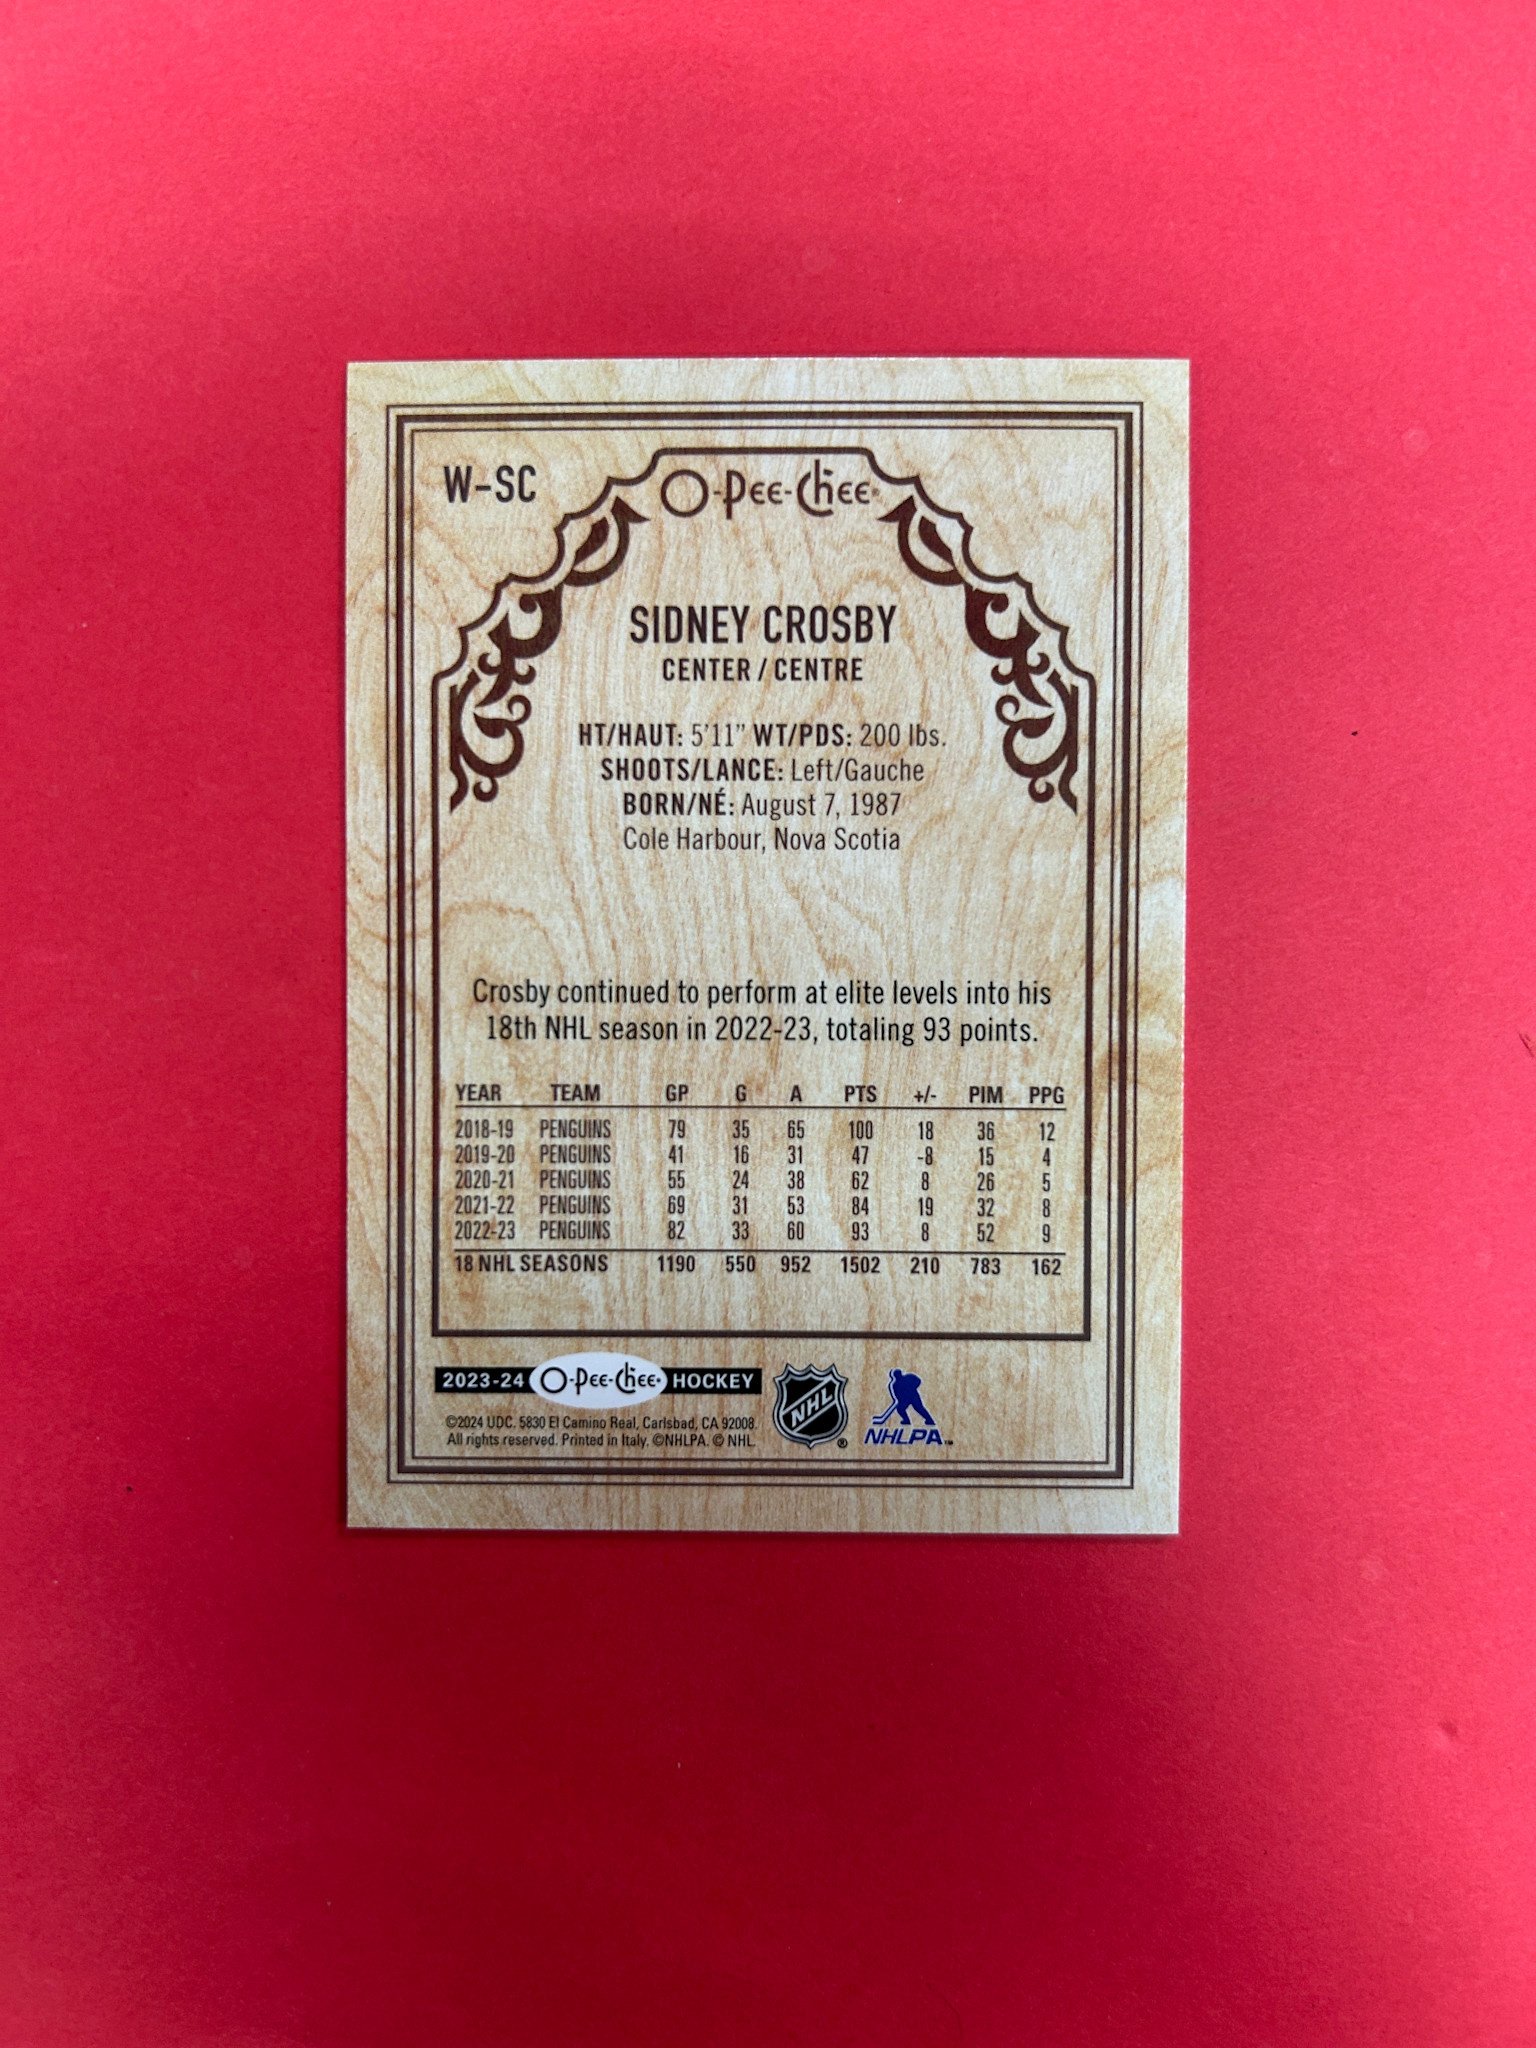 W-SC
O-Pee-Chee®
SIDNEY CROSBY
CENTER / CENTRE
HT/HAUT: 5'11" WT/PDS: 200 lbs.
SHOOTS/LANCE: Left/Gauche
BORN/NÉ: August 7, 1987
Cole Harbour, Nova Scotia
Crosby continued to perform at elite levels into his
18th NHL season in 2022-23, totaling 93 points.
YEAR TEAM GP G A PTS +/- PIM PPG
2018-19 PENGUINS 79 35 65 100 18 36 12
2019-20 PENGUINS 41 16 31 47 -8 15 4
2020-21 PENGUINS 55 24 38 62 8 26 5
2021-22 PENGUINS 69 31 53 84 19 32 8
2022-23 PENGUINS 82 33 60 93 8 52 9
18 NHL SEASONS 1190 550 952 1502 210 783 162
2023-24 O-Pee-Chee® HOCKEY
©2024 UDC. 5830 El Camino Real, Carlsbad, CA 92008.
All rights reserved. Printed in Italy. ©NHLPA. © NHL.
NHL ®
NHLPA™